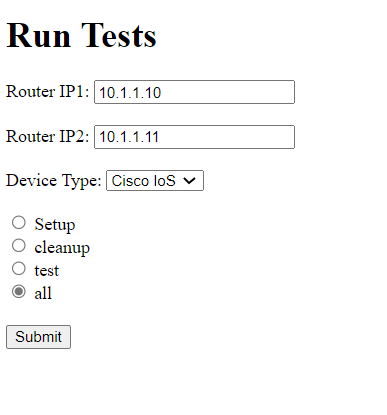 Run Tests
Router IP1: 10.1.1.10
Router IP2: 10.1.1.11
Device Type: Cisco IoS
Setup
cleanup
test
all
Submit